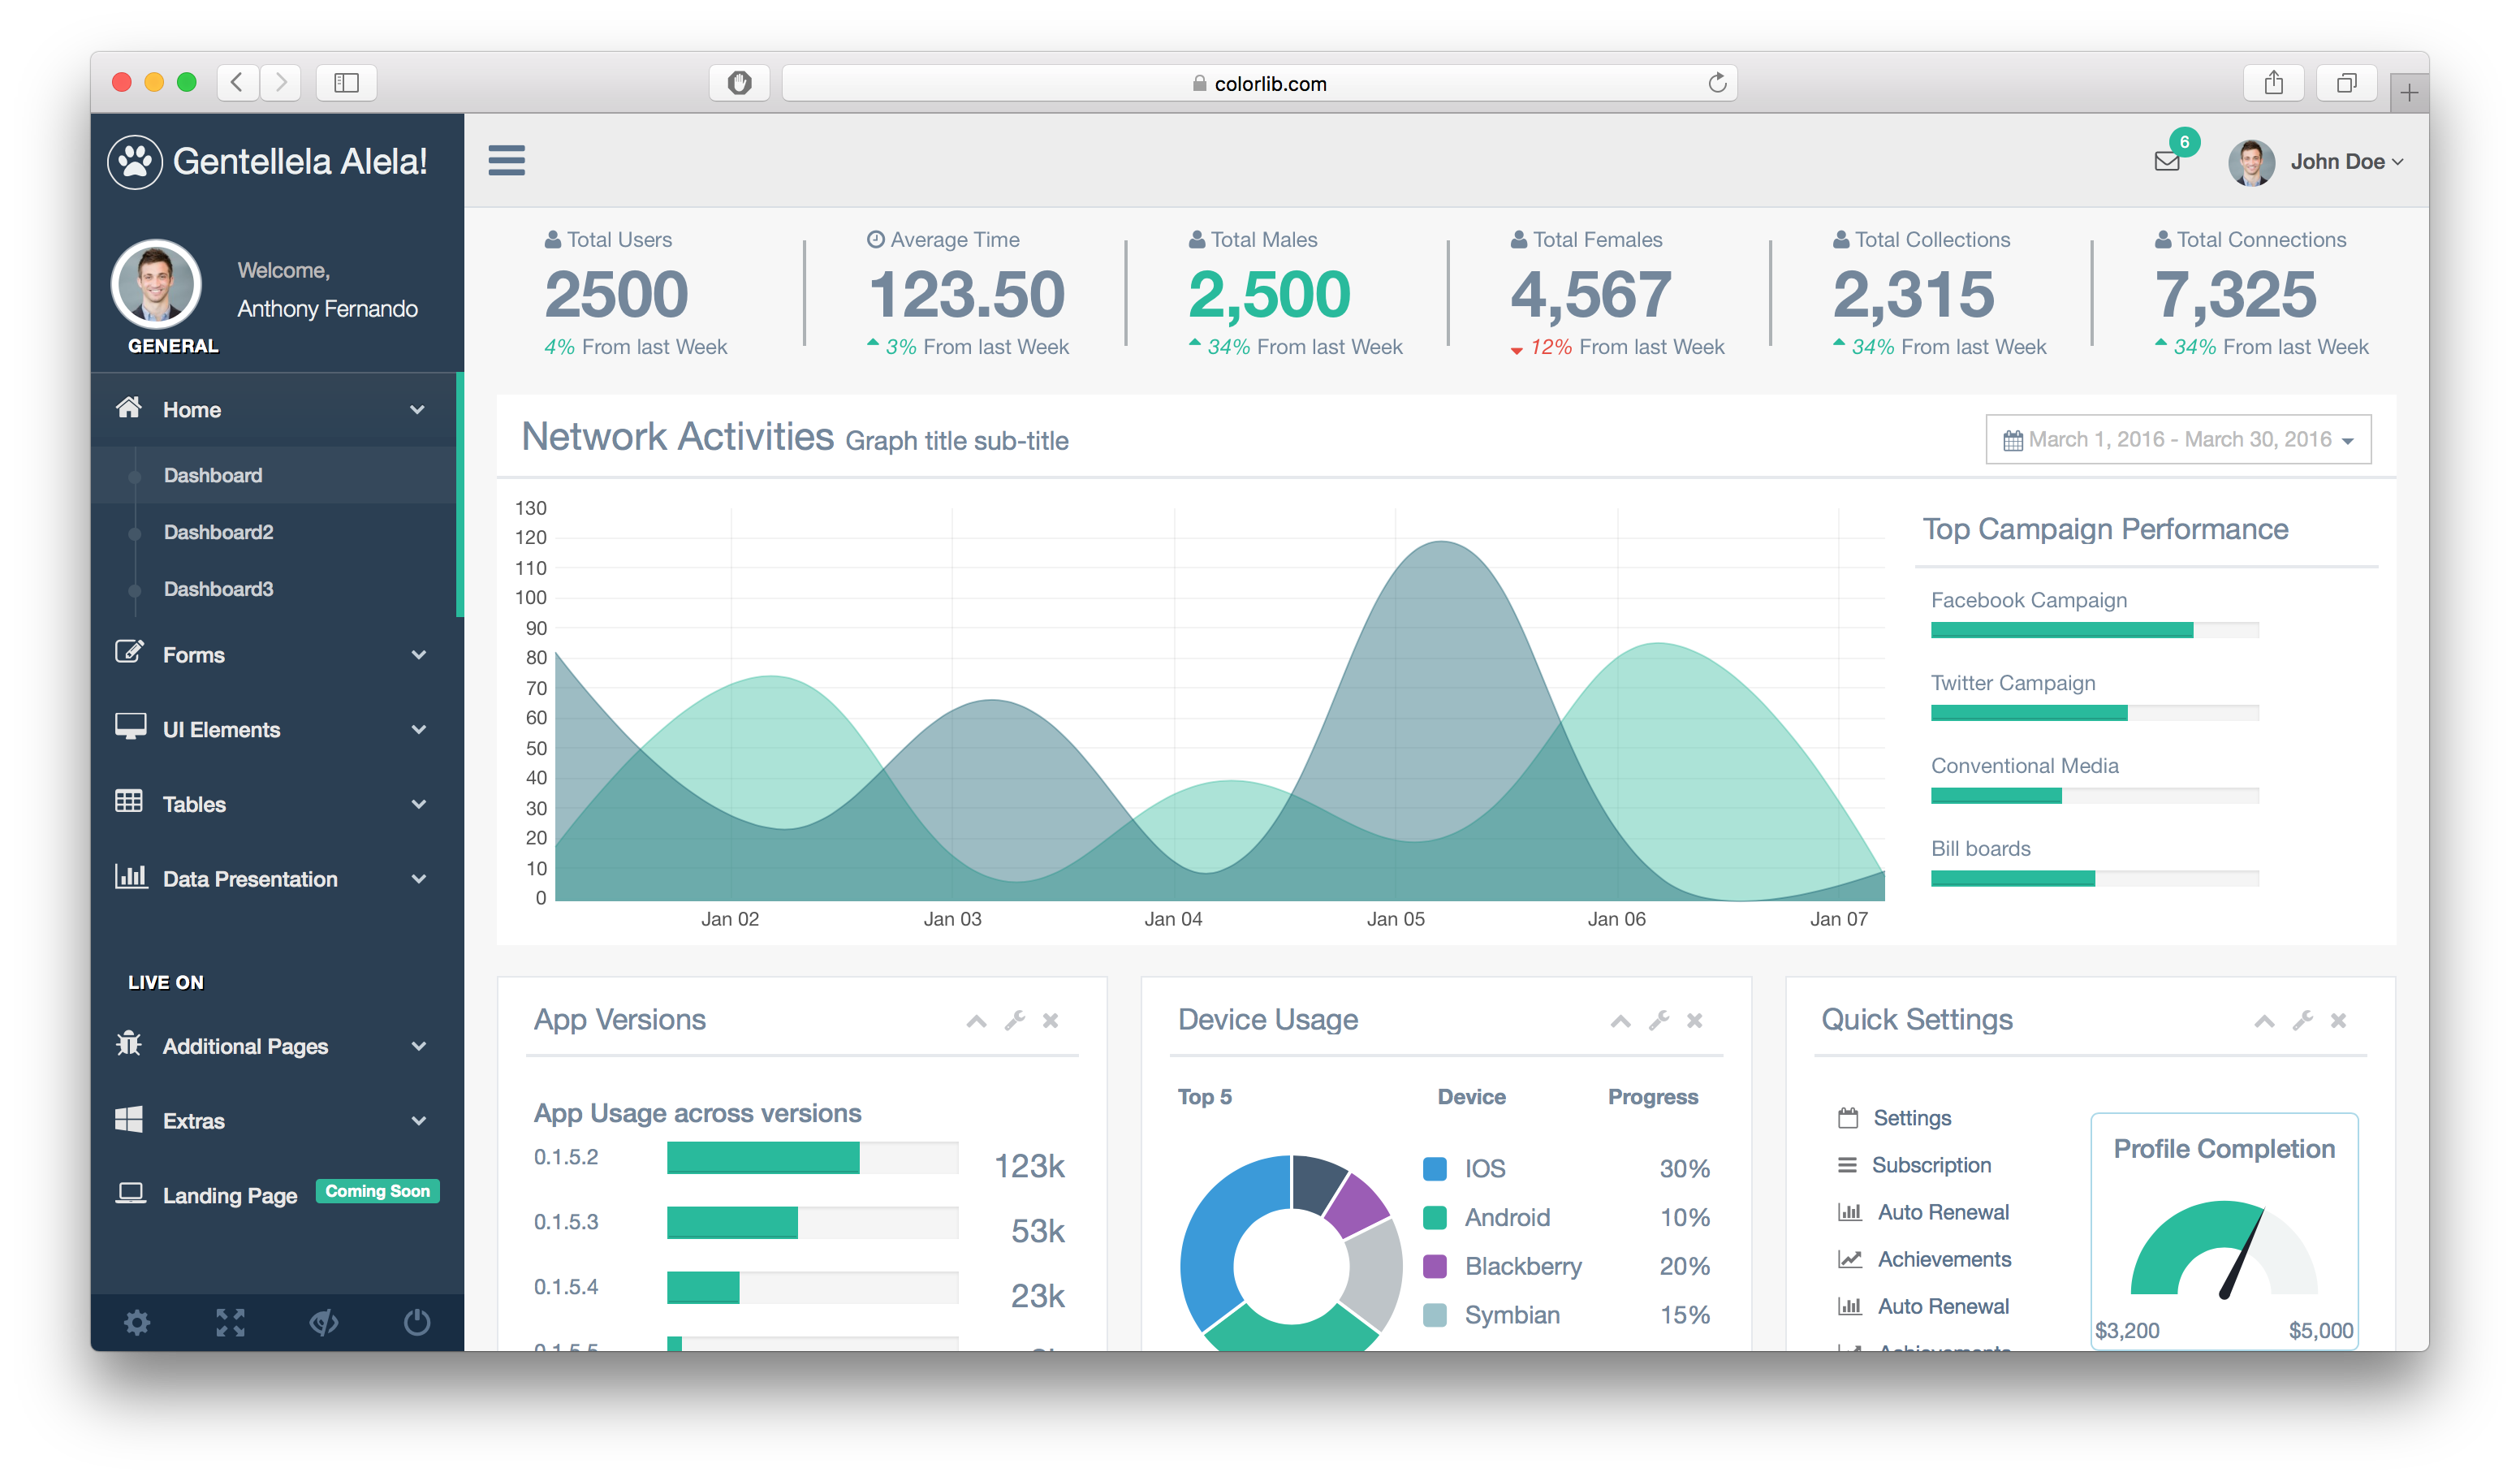 colorlib.com
Gentellela Alela!
6
John Doe
Welcome,
Anthony Fernando
GENERAL
Home
Dashboard
Dashboard2
Dashboard3
Forms
UI Elements
Tables
Data Presentation
LIVE ON
Additional Pages
Extras
Landing Page Coming Soon
Total Users
2500
4% From last Week
Average Time
123.50
3% From last Week
Total Males
2,500
34% From last Week
Total Females
4,567
12% From last Week
Total Collections
2,315
34% From last Week
Total Connections
7,325
34% From last Week
Network Activities Graph title sub-title
March 1, 2016 - March 30, 2016
130
120
110
100
90
80
70
60
50
40
30
20
10
0
Jan 02 Jan 03 Jan 04 Jan 05 Jan 06 Jan 07
Top Campaign Performance
Facebook Campaign
Twitter Campaign
Conventional Media
Bill boards
App Versions
App Usage across versions
0.1.5.2 123k
0.1.5.3 53k
0.1.5.4 23k
0.1.5.5
Device Usage
Top 5 Device Progress
IOS 30%
Android 10%
Blackberry 20%
Symbian 15%
Quick Settings
Settings
Subscription
Auto Renewal
Achievements
Auto Renewal
Achievements
Profile Completion
$3,200 $5,000